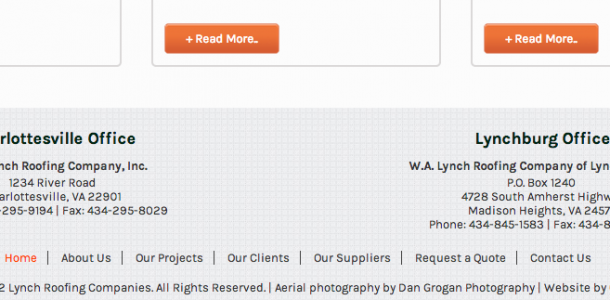 + Read More..
+ Read More..
rlottesville Office
nch Roofing Company, Inc.
1234 River Road
arlottesville, VA 22901
-295-9194 | Fax: 434-295-8029
Lynchburg Office
W.A. Lynch Roofing Company of Lyn
P.O. Box 1240
4728 South Amherst Highw
Madison Heights, VA 2457
Phone: 434-845-1583 | Fax: 434-8
Home | About Us | Our Projects | Our Clients | Our Suppliers | Request a Quote | Contact Us
2 Lynch Roofing Companies. All Rights Reserved. | Aerial photography by Dan Grogan Photography | Website by